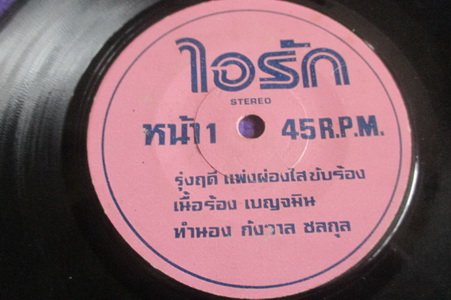 ไอรัก
STEREO
หน้า 1 45 R.P.M.
รุ่งฤดี แพ่งผ่องใส ขับร้อง
เนื้อร้อง เบญจมิน
ทำนอง กังวาล ชลกุล